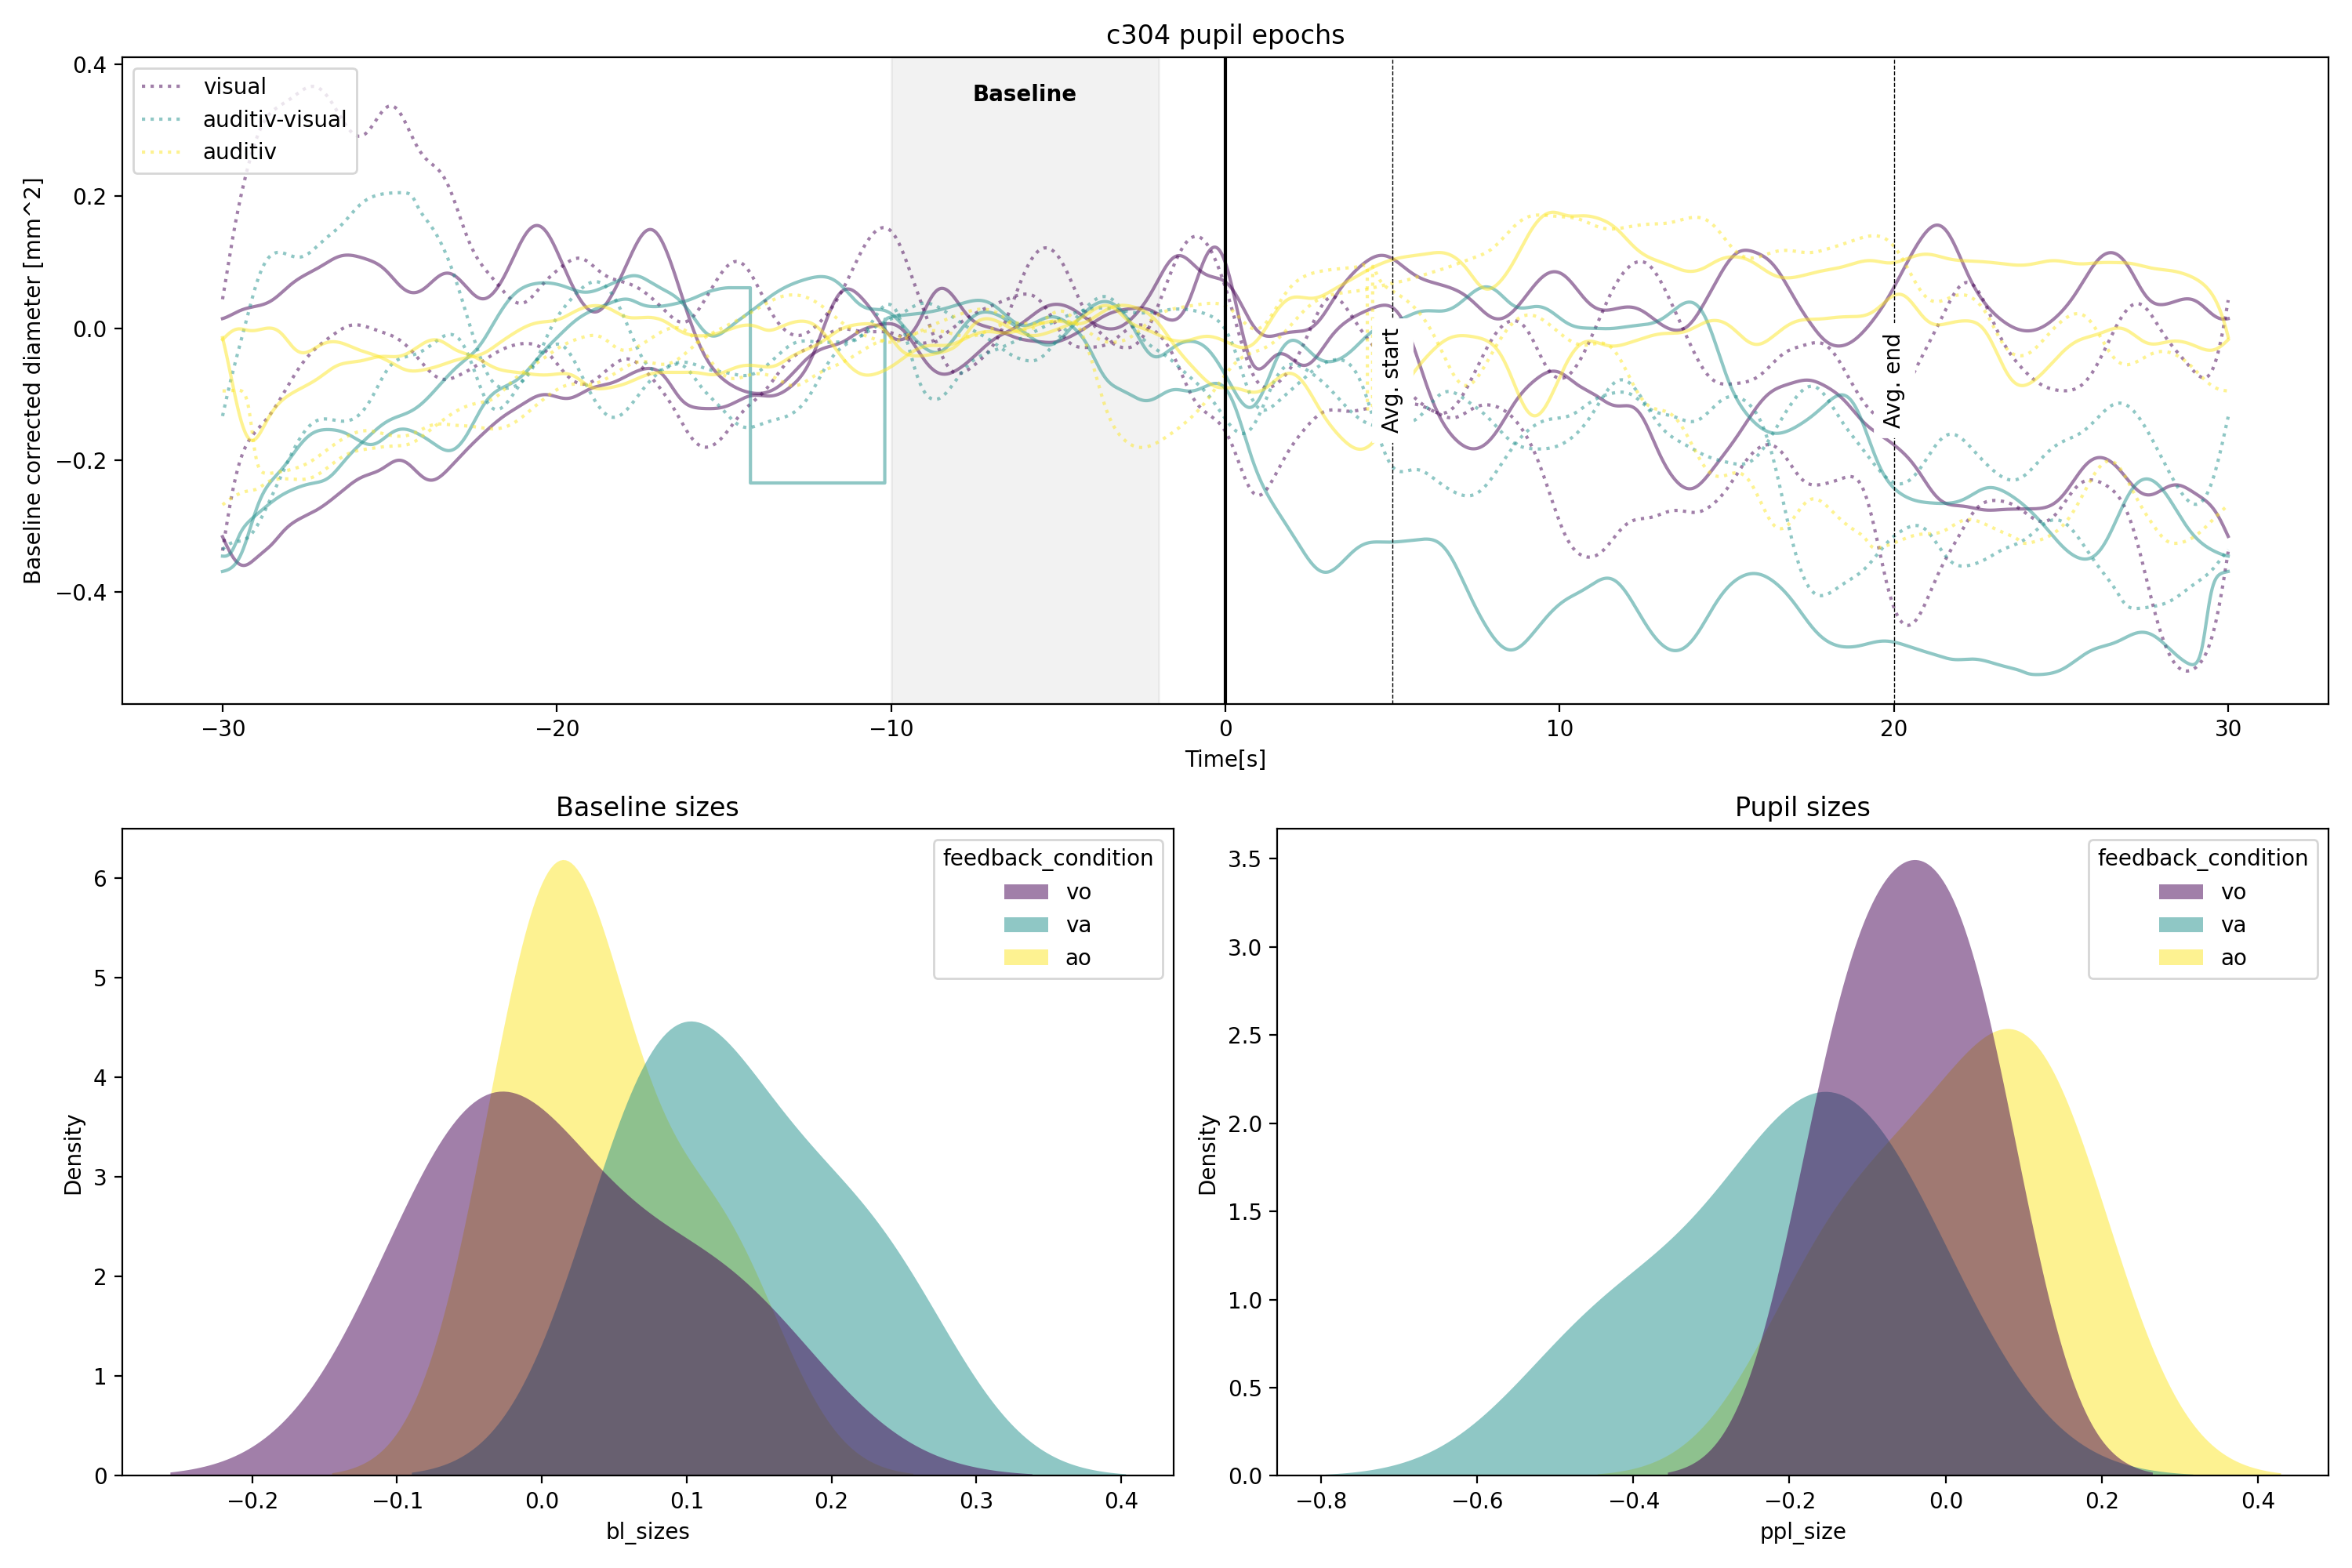 c304 pupil epochs
Baseline corrected diameter [mm^2]
0.4
0.2
0.0
−0.2
−0.4
visual
auditiv-visual
auditiv
Baseline
Avg. start
Avg. end
−30
−20
−10
0
10
20
30
Time[s]
Baseline sizes
Density
6
5
4
3
2
1
0
feedback_condition
vo
va
ao
−0.2
−0.1
0.0
0.1
0.2
0.3
0.4
bl_sizes
Pupil sizes
Density
3.5
3.0
2.5
2.0
1.5
1.0
0.5
0.0
feedback_condition
vo
va
ao
−0.8
−0.6
−0.4
−0.2
0.0
0.2
0.4
ppl_size